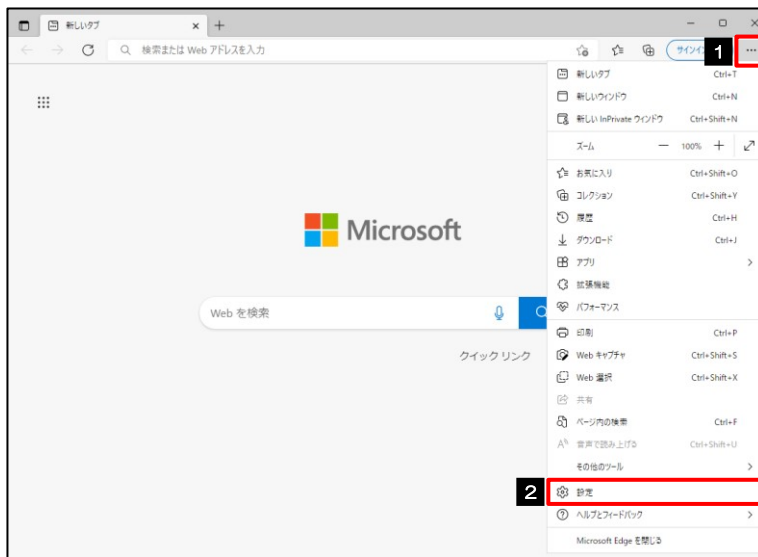 新しいタブ
検索または Web アドレスを入力
サインイン
1
新しいタブ Ctrl+T
新しいウィンドウ Ctrl+N
新しい InPrivate ウィンドウ Ctrl+Shift+N
ズーム 100%
お気に入り Ctrl+Shift+O
コレクション Ctrl+Shift+Y
履歴 Ctrl+H
ダウンロード Ctrl+J
アプリ
拡張機能
パフォーマンス
Microsoft
Web を検索
クイック リンク
印刷 Ctrl+P
Web キャプチャ Ctrl+Shift+S
Web 選択 Ctrl+Shift+X
共有
ページ内の検索 Ctrl+F
音声で読み上げる Ctrl+Shift+U
その他のツール
2
設定
ヘルプとフィードバック
Microsoft Edge を閉じる